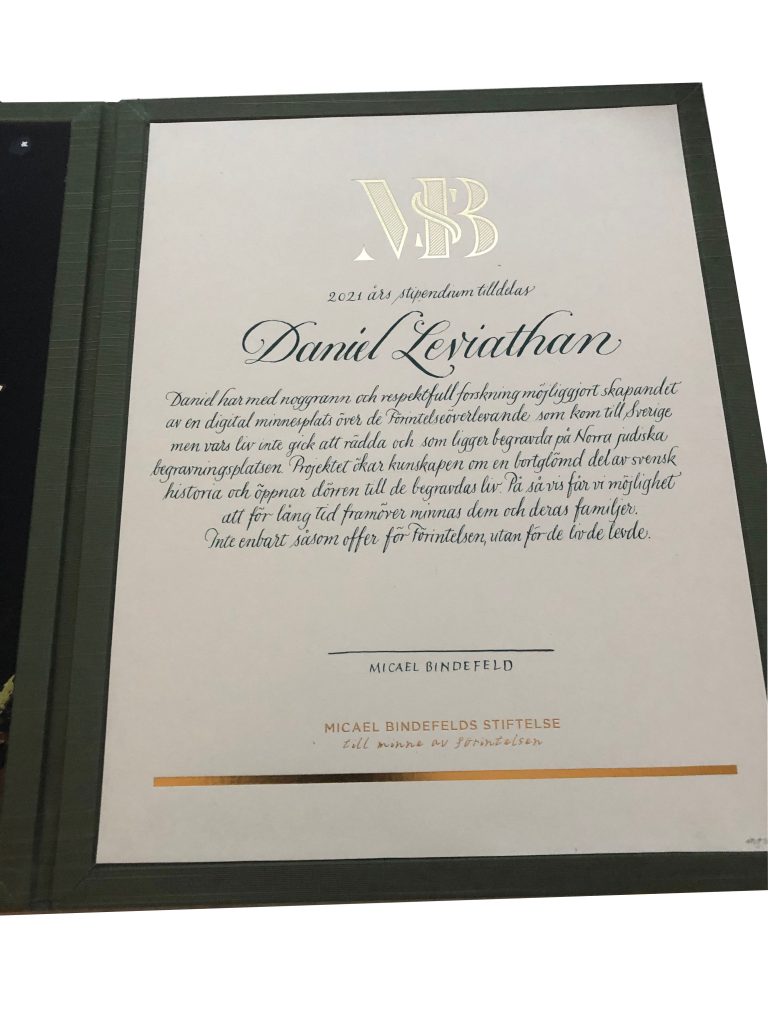 MSB
2021 års stipendium tilldelas
Daniel Leviathan
Daniel har med noggrann och respektfull forskning möjliggjort skapandet
av en digital minnesplats över de Förintelseöverlevande som kom till Sverige
men vars liv inte gick att rädda och som ligger begravda på Norra judiska
begravningsplatsen. Projektet ökar kunskapen om en bortglömd del av svensk
historia och öppnar dörren till de begravdas liv. På så vis får vi möjlighet
att för lång tid framöver minnas dem och deras familjer.
Inte enbart såsom offer för Förintelsen, utan för de liv de levde.
MICAEL BINDEFELD
MICAEL BINDEFELDS STIFTELSE
till minne av förintelsen